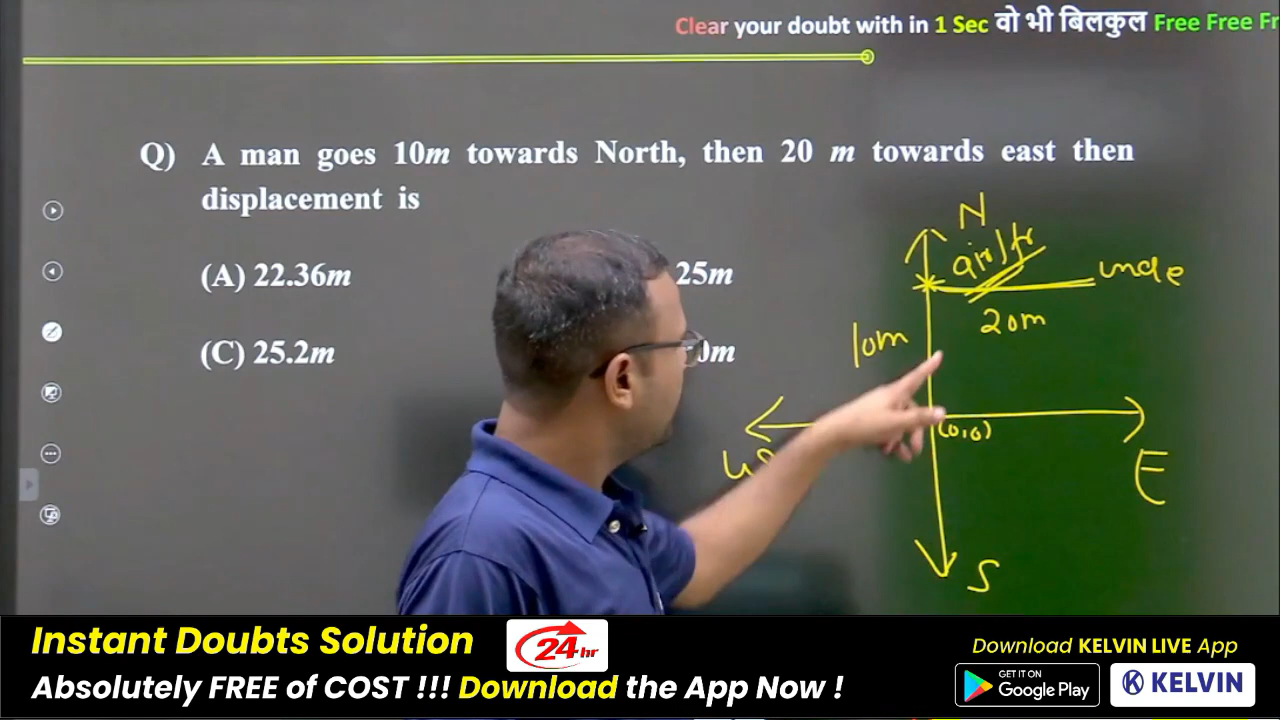 Clear your doubt with in 1 Sec वो भी बिलकुल Free Free Fr
Q) A man goes 10m towards North, then 20 m towards east then
displacement is
(A) 22.36m
25m
(C) 25.2m
0m
N
20m
10m
(0,0)
E
S
Instant Doubts Solution
24hr
Absolutely FREE of COST !!! Download the App Now !
Download KELVIN LIVE App
GET IT ON
Google Play
K KELVIN